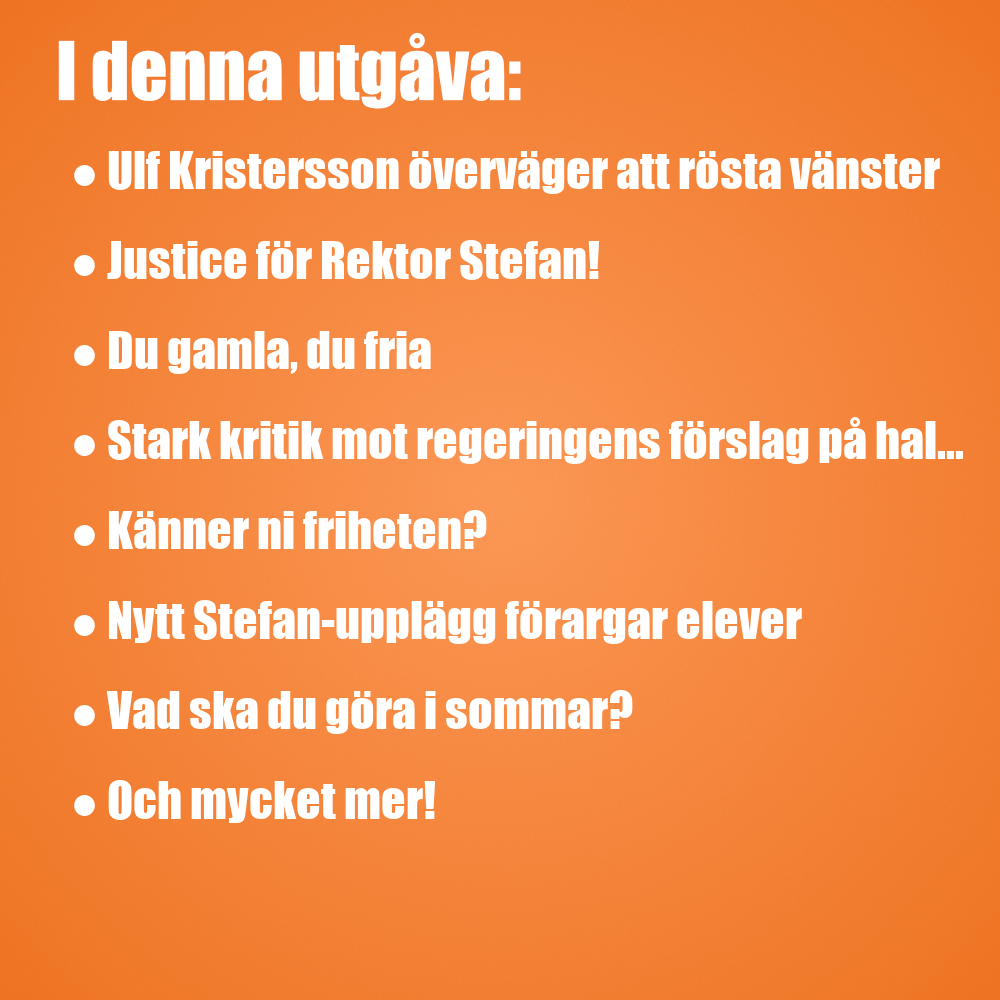 I denna utgåva:
• Ulf Kristersson överväger att rösta vänster
• Justice för Rektor Stefan!
• Du gamla, du fria
• Stark kritik mot regeringens förslag på hal...
• Känner ni friheten?
• Nytt Stefan-upplägg förargar elever
• Vad ska du göra i sommar?
• Och mycket mer!